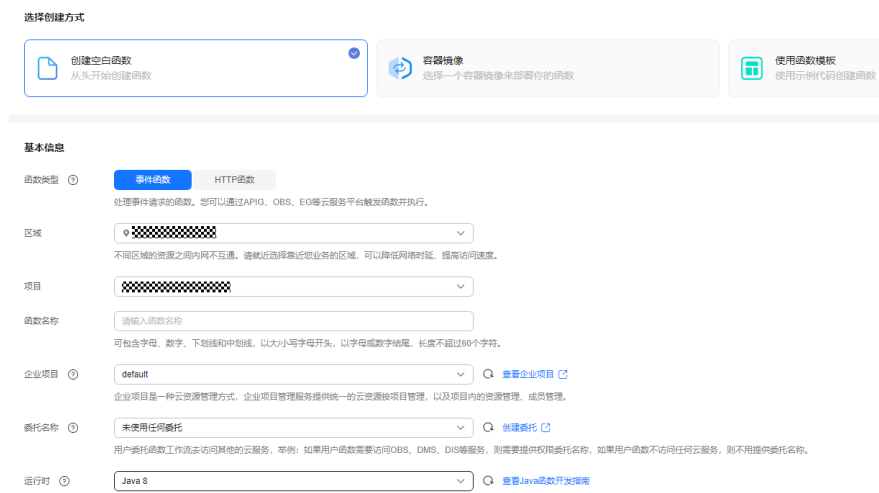 选择创建方式
创建空白函数
从头开始创建函数
容器镜像
选择一个容器镜像来部署你的函数
使用函数模板
使用示例代码创建函数
基本信息
函数类型 事件函数 HTTP函数
处理事件请求的函数。您可以通过APIG、OBS、EG等云服务平台触发函数并执行。
区域
不同区域的资源之间内网不互通。请就近选择靠近您业务的区域，可以降低网络时延、提高访问速度。
项目
函数名称 请输入函数名称
可包含字母、数字、下划线和中划线，以大/小写字母开头，以字母或数字结尾，长度不超过60个字符。
企业项目 default 查看企业项目
企业项目是一种云资源管理方式，企业项目管理服务提供统一的云资源按项目管理，以及项目内的资源管理、成员管理。
委托名称 未使用任何委托 创建委托
用户委托函数工作流去访问其他的云服务，举例：如果用户函数需要访问OBS、DMS、DIS等服务，则需要提供权限委托名称，如果用户函数不访问任何云服务，则不用提供委托名称。
运行时 Java 8 查看Java函数开发指南